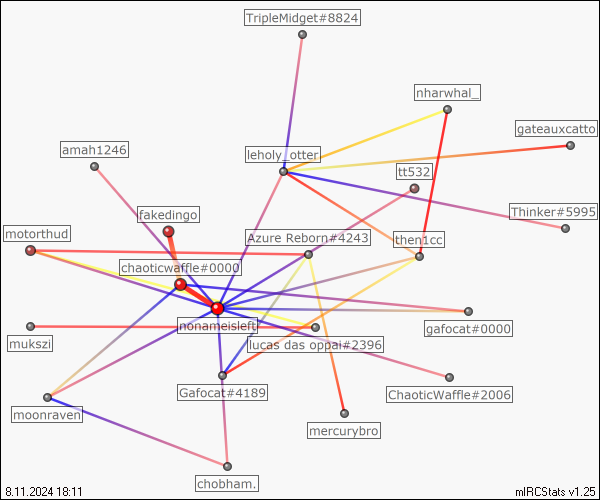 TripleMidget#8824
nharwhal_
gateauxcatto
amah1246
leholy_otter
tt532
Thinker#5995
fakedingo
motorthud
Azure Reborn#4243
then1cc
chaoticwaffle#0000
nonameisleft
gafocat#0000
mukszi
lucas das oppai#2396
Gafocat#4189
ChaoticWaffle#2006
moonraven
mercurybro
chobham.
8.11.2024 18:11
mIRCStats v1.25